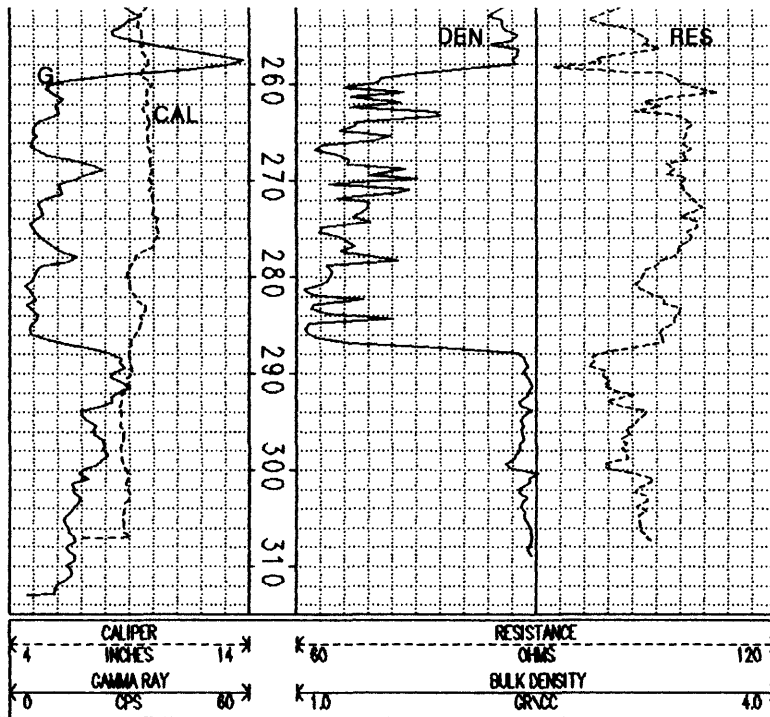 DEN
RES
G
CAL
260
270
280
290
300
310
CALIPER
4 INCHES 14
GAMMA RAY
0 CPS 60
RESISTANCE
60 OHMS 120
BULK DENSITY
1.0 GR\CC 4.0